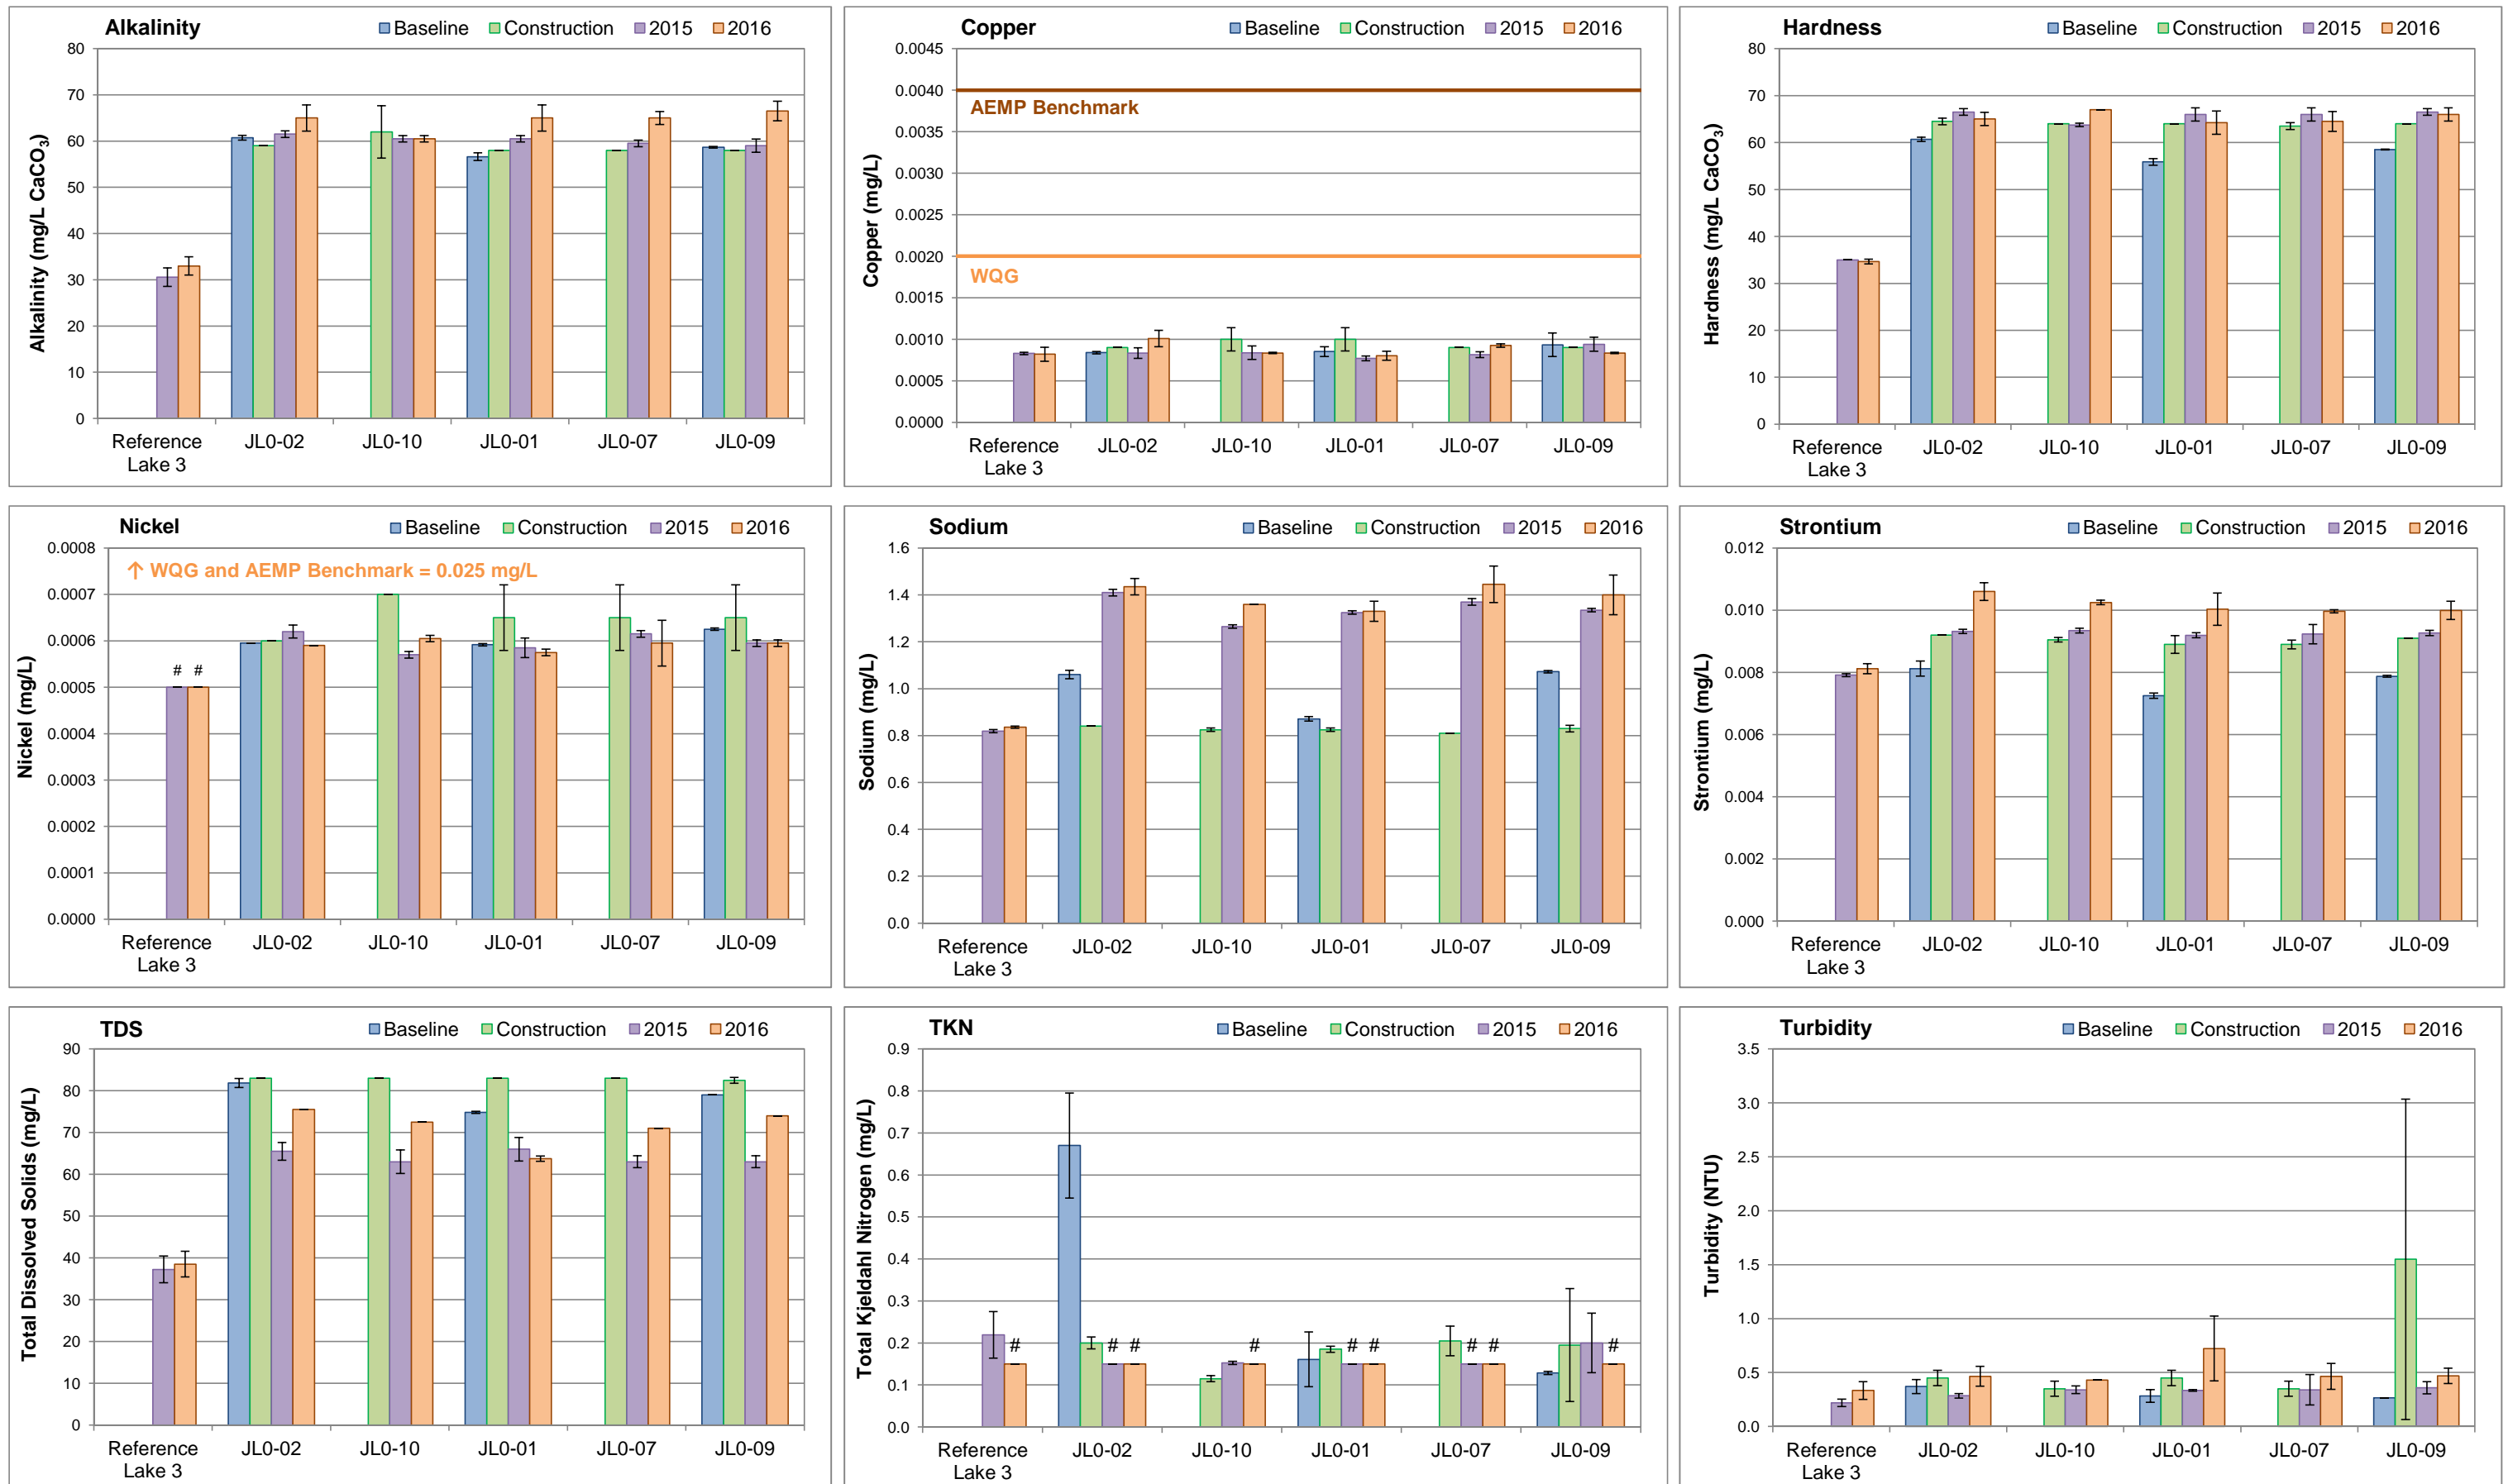 Alkalinity
Baseline Construction 2015 2016
80
70
60
50
40
30
20
10
0
Alkalinity (mg/L CaCO3)
Reference Lake 3 JL0-02 JL0-10 JL0-01 JL0-07 JL0-09
Copper
Baseline Construction 2015 2016
0.0045
0.0040
0.0035
0.0030
0.0025
0.0020
0.0015
0.0010
0.0005
0.0000
Copper (mg/L)
AEMP Benchmark
WQG
Reference Lake 3 JL0-02 JL0-10 JL0-01 JL0-07 JL0-09
Hardness
Baseline Construction 2015 2016
80
70
60
50
40
30
20
10
0
Hardness (mg/L CaCO3)
Reference Lake 3 JL0-02 JL0-10 JL0-01 JL0-07 JL0-09
Nickel
Baseline Construction 2015 2016
↑ WQG and AEMP Benchmark = 0.025 mg/L
0.0008
0.0007
0.0006
0.0005
0.0004
0.0003
0.0002
0.0001
0.0000
Nickel (mg/L)
# #
Reference Lake 3 JL0-02 JL0-10 JL0-01 JL0-07 JL0-09
Sodium
Baseline Construction 2015 2016
1.6
1.4
1.2
1.0
0.8
0.6
0.4
0.2
0.0
Sodium (mg/L)
Reference Lake 3 JL0-02 JL0-10 JL0-01 JL0-07 JL0-09
Strontium
Baseline Construction 2015 2016
0.012
0.010
0.008
0.006
0.004
0.002
0.000
Strontium (mg/L)
Reference Lake 3 JL0-02 JL0-10 JL0-01 JL0-07 JL0-09
TDS
Baseline Construction 2015 2016
90
80
70
60
50
40
30
20
10
0
Total Dissolved Solids (mg/L)
Reference Lake 3 JL0-02 JL0-10 JL0-01 JL0-07 JL0-09
TKN
Baseline Construction 2015 2016
0.9
0.8
0.7
0.6
0.5
0.4
0.3
0.2
0.1
0.0
Total Kjeldahl Nitrogen (mg/L)
# # # # # # # # #
Reference Lake 3 JL0-02 JL0-10 JL0-01 JL0-07 JL0-09
Turbidity
Baseline Construction 2015 2016
3.5
3.0
2.5
2.0
1.5
1.0
0.5
0.0
Turbidity (NTU)
Reference Lake 3 JL0-02 JL0-10 JL0-01 JL0-07 JL0-09